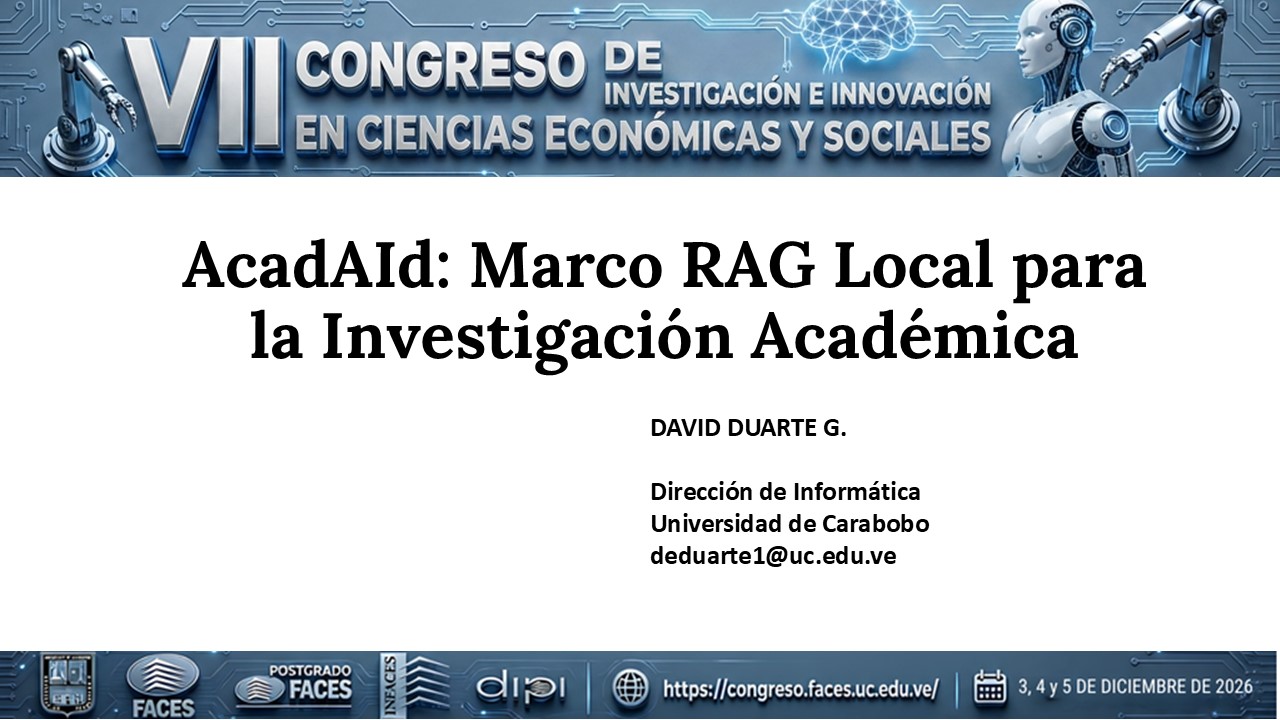 VII CONGRESO DE
INVESTIGACIÓN E INNOVACIÓN
EN CIENCIAS ECONÓMICAS Y SOCIALES
AcadAId: Marco RAG Local para
la Investigación Académica
DAVID DUARTE G.
Dirección de Informática
Universidad de Carabobo
deduarte1@uc.edu.ve
FACES
POSTGRADO
FACES
INFACES
dipi
https://congreso.faces.uc.edu.ve/
3, 4 y 5 DE DICIEMBRE DE 2026